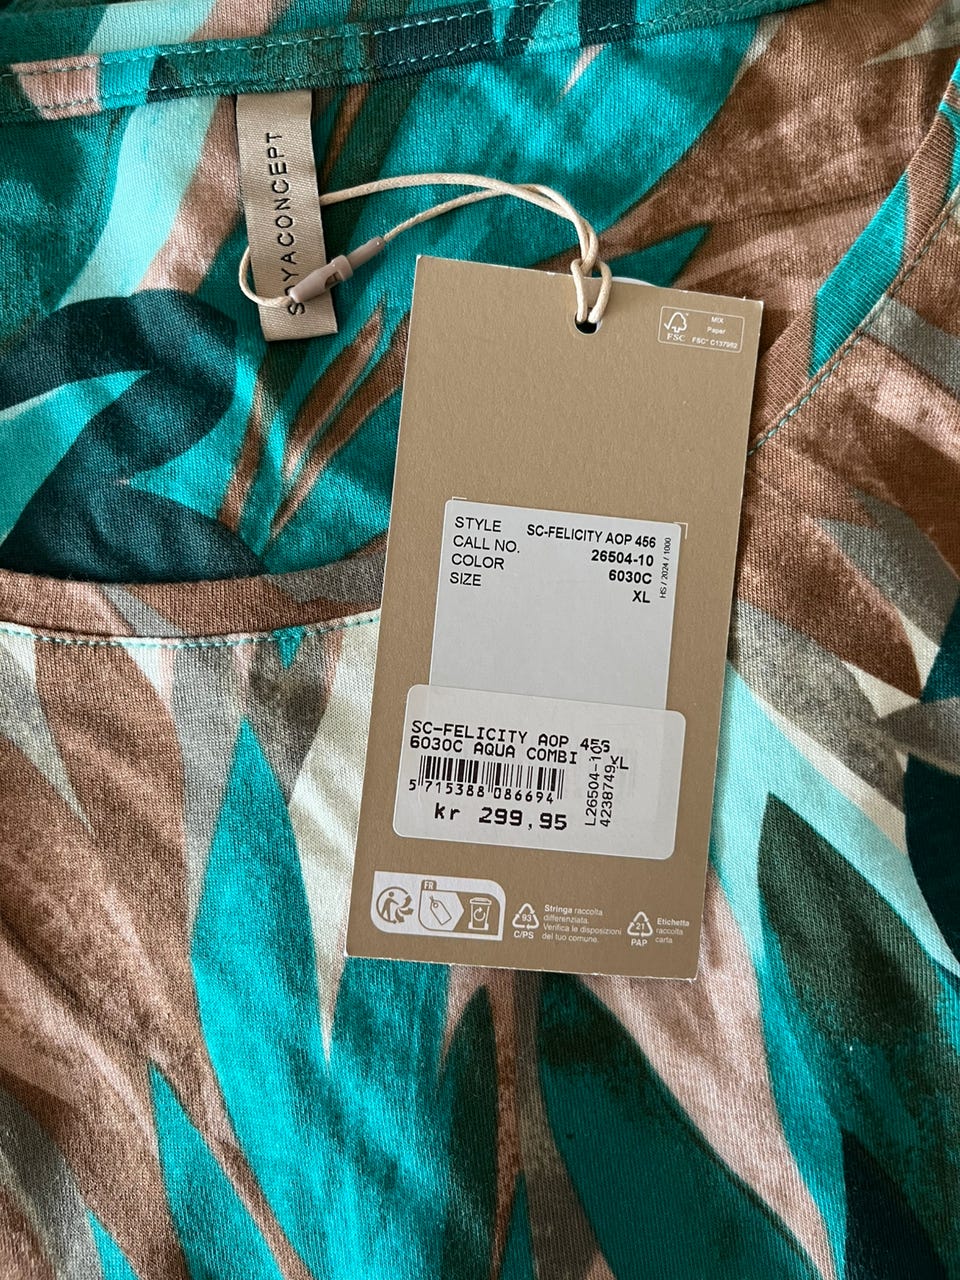 SOYACONCEPT
FSC
MIX
Paper
FSC® C137982
STYLE SC-FELICITY AOP 456
CALL NO. 26504-10
COLOR 6030C
SIZE XL
HS / 2024 / 1000
SC-FELICITY AOP 456
6030C AQUA COMBI XL
5 715388 086694
kr 299,95
L26504-10
4238749
FR
93
C/PS
Stringa raccolta
differenziata.
Verifica le disposizioni
del tuo comune.
21
PAP
Etichetta
raccolta
carta